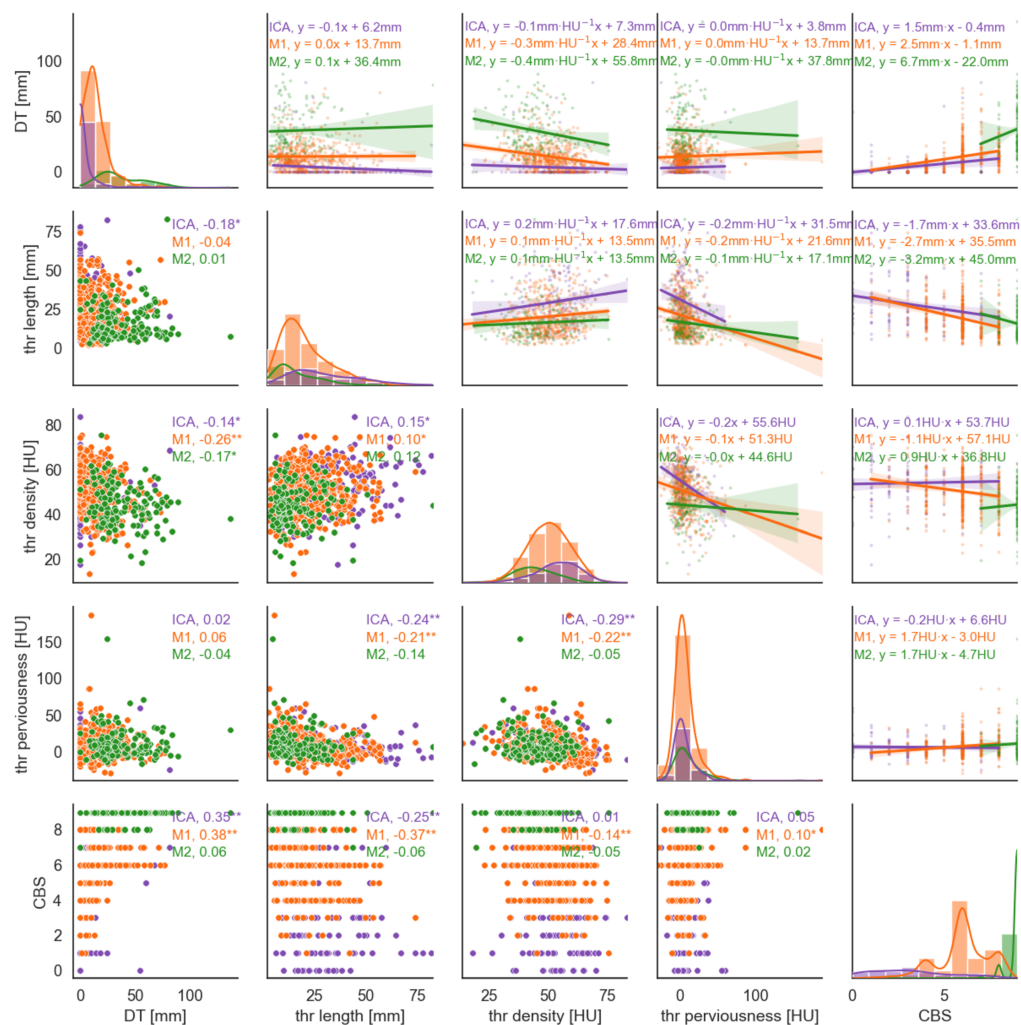 DT [mm]
100
50
0
ICA, y = -0.1x + 6.2mm
M1, y = 0.0x + 13.7mm
M2, y = 0.1x + 36.4mm
ICA, y = -0.1mm·HU⁻¹x + 7.3mm
M1, y = -0.3mm·HU⁻¹x + 28.4mm
M2, y = -0.4mm·HU⁻¹x + 55.8mm
ICA, y = 0.0mm·HU⁻¹x + 3.8mm
M1, y = 0.0mm·HU⁻¹x + 13.7mm
M2, y = -0.0mm·HU⁻¹x + 37.8mm
ICA, y = 1.5mm·x - 0.4mm
M1, y = 2.5mm·x - 1.1mm
M2, y = 6.7mm·x - 22.0mm
thr length [mm]
75
50
25
0
ICA, -0.18*
M1, -0.04
M2, 0.01
ICA, y = 0.2mm·HU⁻¹x + 17.6mm
M1, y = 0.1mm·HU⁻¹x + 13.5mm
M2, y = 0.1mm·HU⁻¹x + 13.5mm
ICA, y = -0.2mm·HU⁻¹x + 31.5mm
M1, y = -0.2mm·HU⁻¹x + 21.6mm
M2, y = -0.1mm·HU⁻¹x + 17.1mm
ICA, y = -1.7mm·x + 33.6mm
M1, y = -2.7mm·x + 35.5mm
M2, y = -3.2mm·x + 45.0mm
thr density [HU]
80
60
40
20
ICA, -0.14*
M1, -0.26**
M2, -0.17*
ICA, 0.15*
M1, 0.10*
M2, 0.12
ICA, y = -0.2x + 55.6HU
M1, y = -0.1x + 51.3HU
M2, y = -0.0x + 44.6HU
ICA, y = 0.1HU·x + 53.7HU
M1, y = -1.1HU·x + 57.1HU
M2, y = 0.9HU·x + 36.8HU
thr perviousness [HU]
150
100
50
0
ICA, 0.02
M1, 0.06
M2, -0.04
ICA, -0.24**
M1, -0.21**
M2, -0.14
ICA, -0.29**
M1, -0.22**
M2, -0.05
ICA, y = -0.2HU·x + 6.6HU
M1, y = 1.7HU·x - 3.0HU
M2, y = 1.7HU·x - 4.7HU
CBS
8
6
4
2
0
ICA, 0.35**
M1, 0.38**
M2, 0.06
ICA, -0.25**
M1, -0.37**
M2, -0.06
ICA, 0.01
M1, -0.14**
M2, -0.05
ICA, 0.05
M1, 0.10*
M2, 0.02
0 50 100
25 50 75
25 50 75
0 100
0 5
DT [mm]
thr length [mm]
thr density [HU]
thr perviousness [HU]
CBS